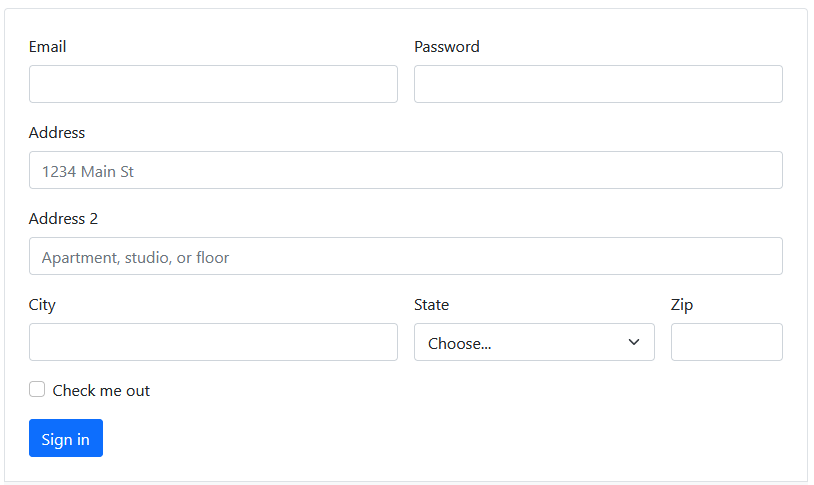 Email Password
Address
1234 Main St
Address 2
Apartment, studio, or floor
City State Zip
Choose...
Check me out
Sign in